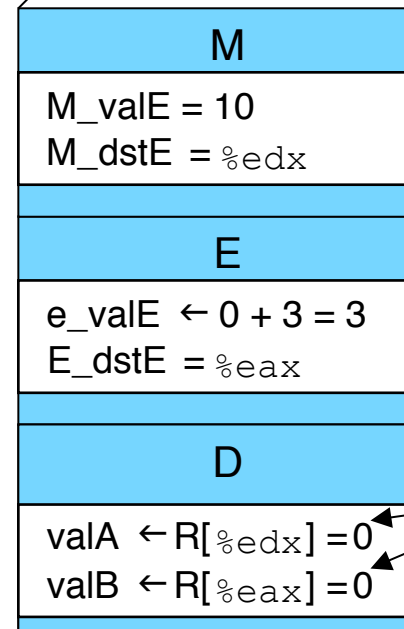 M
M_valE = 10
M_dstE = %edx
E
e_valE ← 0 + 3 = 3
E_dstE = %eax
D
valA ← R[%edx] = 0
valB ← R[%eax] = 0